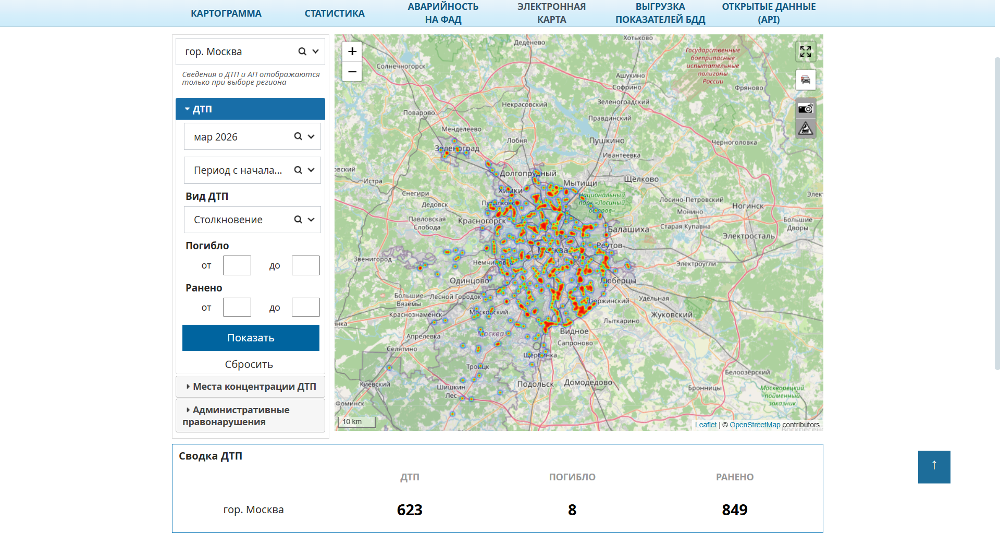 КАРТОГРАММА
СТАТИСТИКА
АВАРИЙНОСТЬ
НА ФАД
ЭЛЕКТРОННАЯ
КАРТА
ВЫГРУЗКА
ПОКАЗАТЕЛЕЙ БДД
ОТКРЫТЫЕ ДАННЫЕ
(API)
гор. Москва
Сведения о ДТП и АП отображаются
только при выборе региона
ДТП
мар 2026
Период с начала...
Вид ДТП
Столкновение
Погибло
от
до
Ранено
от
до
Показать
Сбросить
Места концентрации ДТП
Административные
правонарушения
+
−
Хотьково
Деденево
Государственные
боеприпасные
испытательные
полигоны
России
Солнечногорск
Ашукино
Софрино
Фряново
Зеленоградский
Некрасовский
Поварово
Правдинский
Менделеево
Лобня
Пушкино
Черноголовка
Зеленоград
Ивантеевка
овский
Долгопрудный
Истра
Мытищи
Щёлково
Химки
Снегири
Национальный
парк «Лосиный
остров»
Элект
Лосино-Петровский
Дедовск
Ногинск
Монино
Павловская
Слобода
Красногорск
Большие
Дворы
Старая Купавна
Балашиха
Электросталь
Реутов
Москва
Звенигород
Электроугли
Одинцово
Люберцы
Большие
Вязёмы
Лесной Городок
Удельная
Дзержинский
Краснознаменск
Московский
Жуковский
Лыткарино
инка
Видное
Апрелевка
Москва
Сапроново
Селятино
Щербинка
Троицк
Белоозёрский
Киевский
Подольск
Домодедово
Шишкин
Лес
Бронницы
Москворецкий
пойменный
заказник
-Фоминск
10 km
Leaflet | © OpenStreetMap contributors
Сводка ДТП
ДТП
ПОГИБЛО
РАНЕНО
гор. Москва
623
8
849
↑